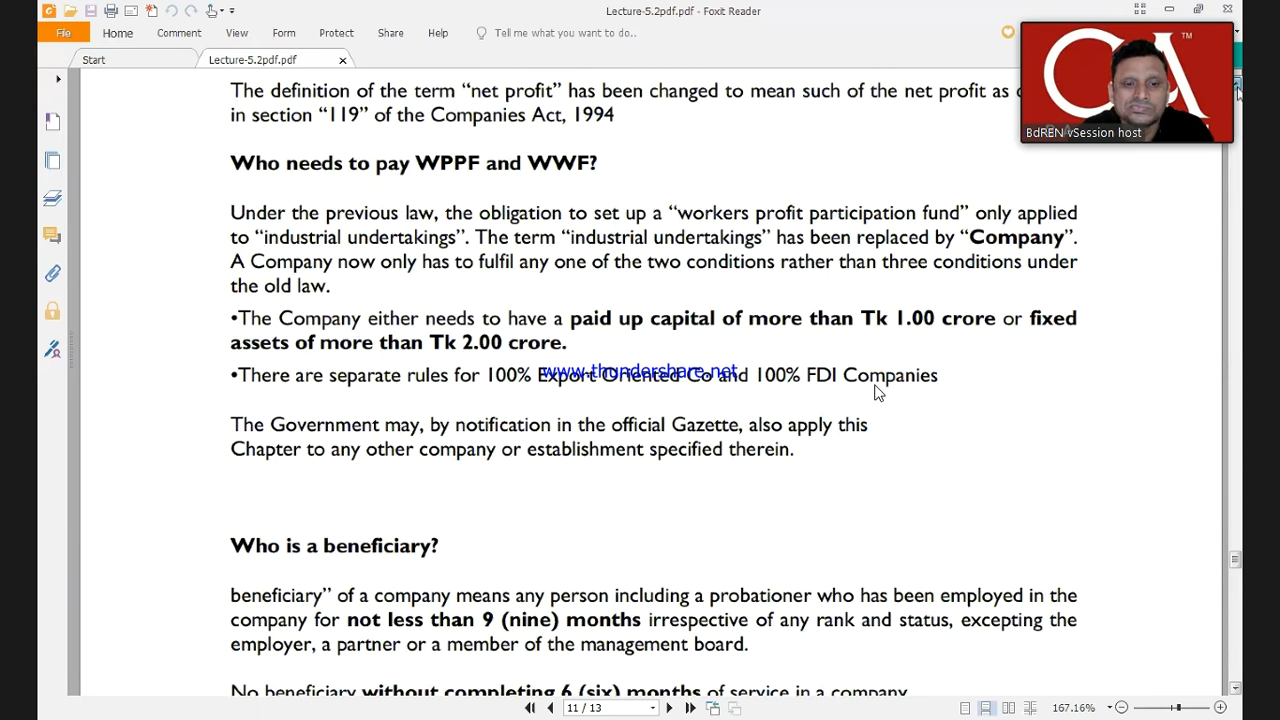 Lecture-5.2pdf.pdf - Foxit Reader
File Home Comment View Form Protect Share Help Tell me what you want to do..
Start Lecture-5.2pdf.pdf
CA ™
BdREN vSession host
The definition of the term “net profit” has been changed to mean such of the net profit as
in section “119” of the Companies Act, 1994
Who needs to pay WPPF and WWF?
Under the previous law, the obligation to set up a “workers profit participation fund” only applied
to “industrial undertakings”. The term “industrial undertakings” has been replaced by “Company”.
A Company now only has to fulfil any one of the two conditions rather than three conditions under
the old law.
•The Company either needs to have a paid up capital of more than Tk 1.00 crore or fixed
assets of more than Tk 2.00 crore.
www.thundershare.net
•There are separate rules for 100% Export Oriented Co and 100% FDI Companies
The Government may, by notification in the official Gazette, also apply this
Chapter to any other company or establishment specified therein.
Who is a beneficiary?
beneficiary” of a company means any person including a probationer who has been employed in the
company for not less than 9 (nine) months irrespective of any rank and status, excepting the
employer, a partner or a member of the management board.
No beneficiary without completing 6 (six) months of service in a company
11 / 13
167.16%